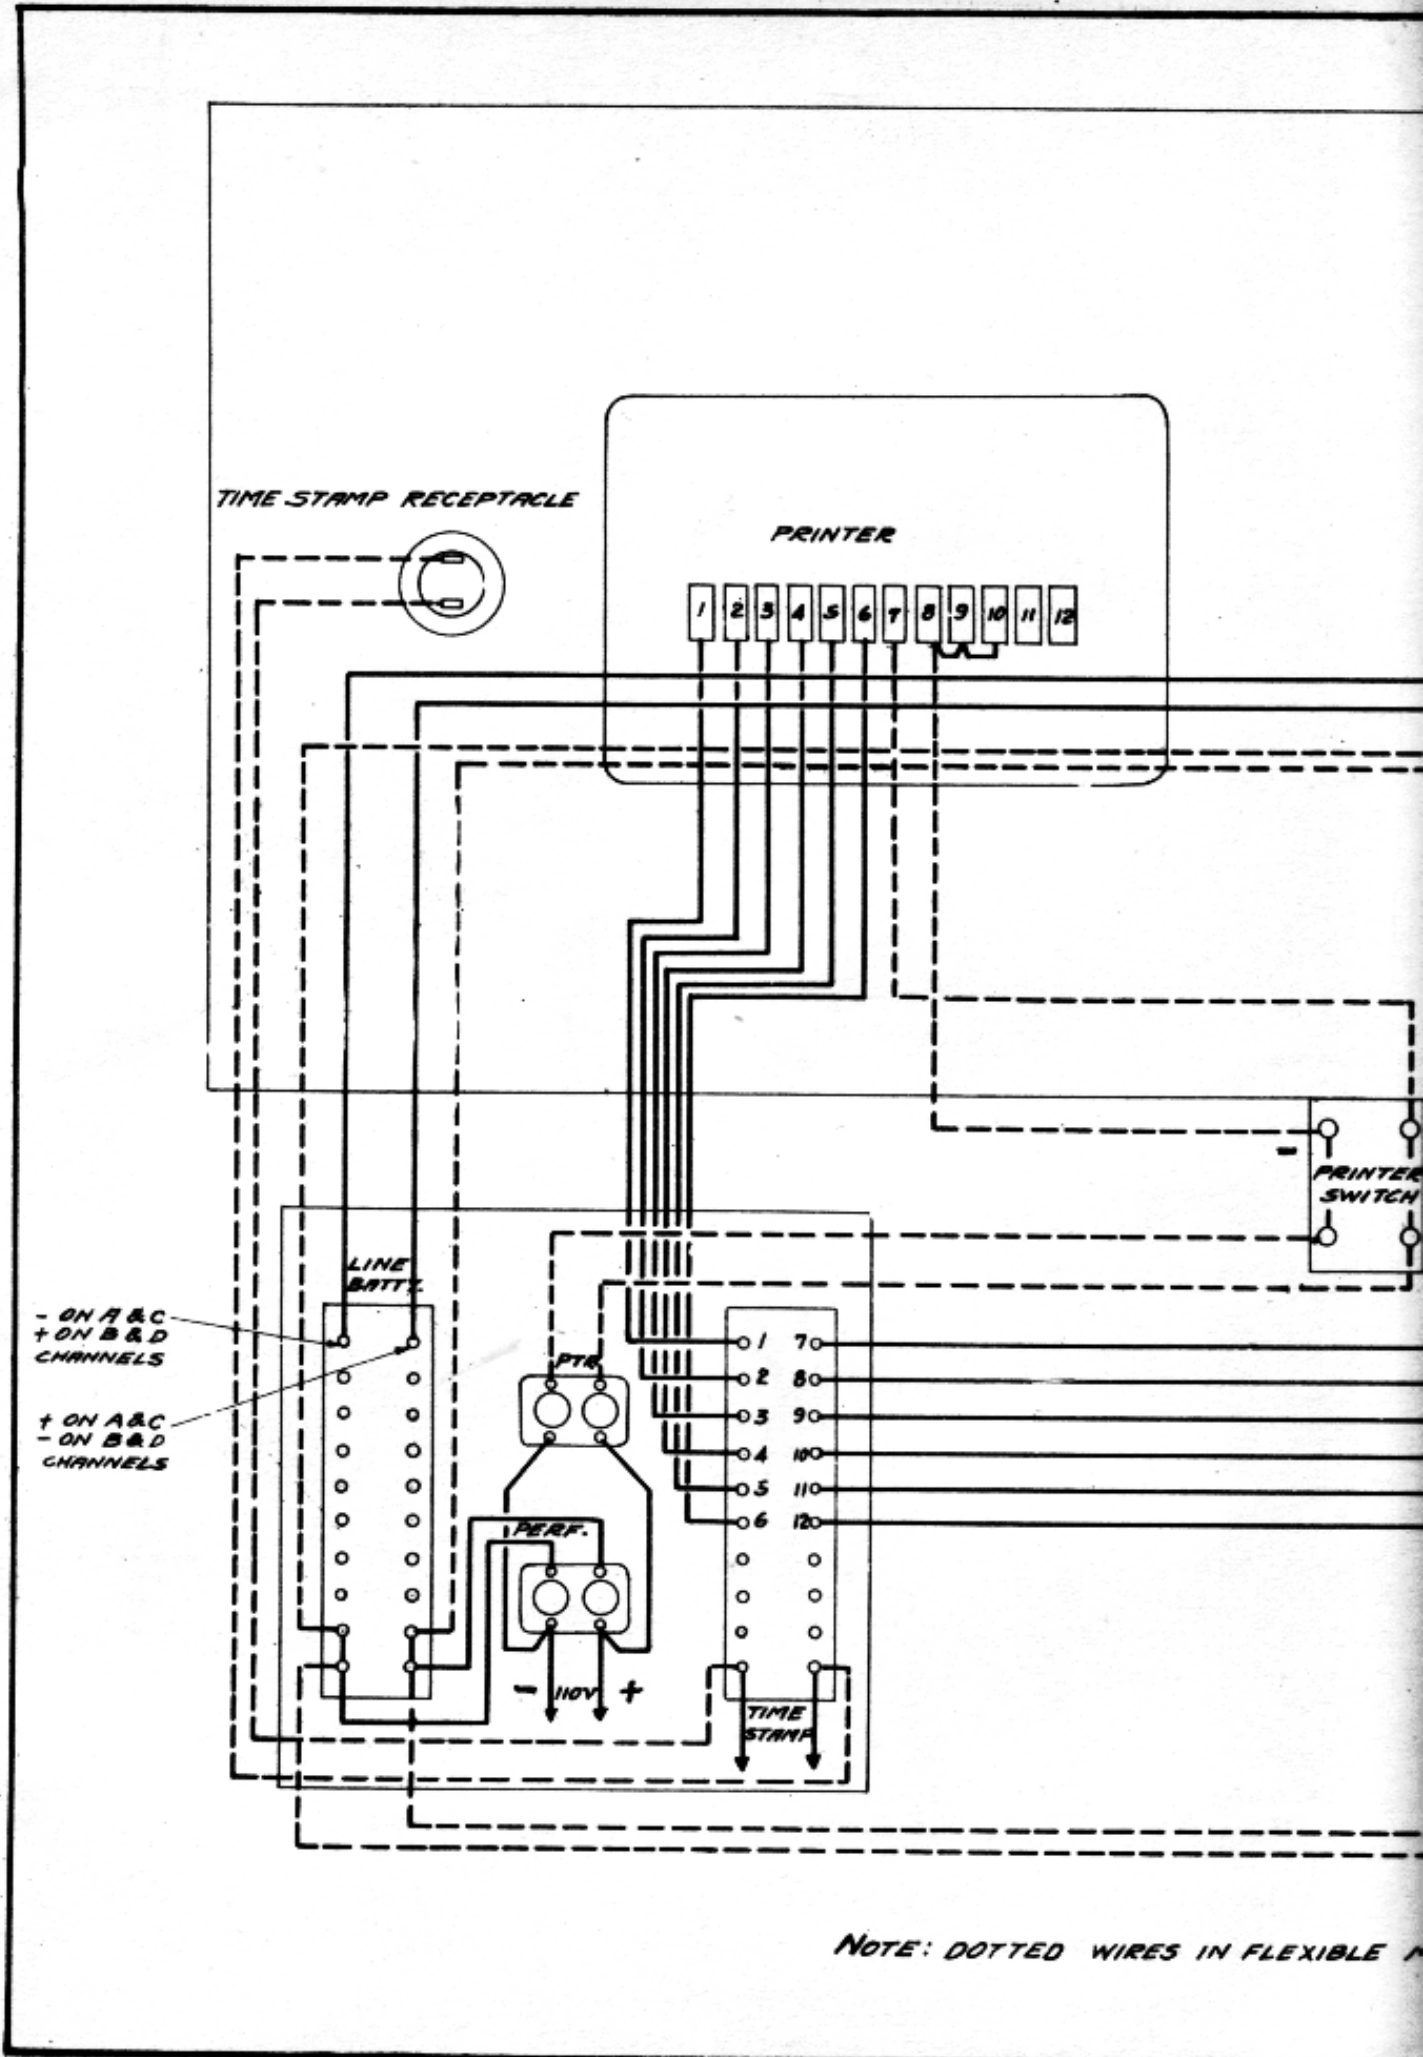 TIME STAMP RECEPTACLE
PRINTER
1 2 3 4 5 6 7 8 9 10 11 12
-
PRINTER
SWITCH
LINE
BATTY.
- ON A & C
+ ON B & D
CHANNELS
+ ON A & C
- ON B & D
CHANNELS
PTR.
1 7
2 8
3 9
4 10
5 11
6 12
PERF.
- 110V +
TIME
STAMP
NOTE: DOTTED WIRES IN FLEXIBLE